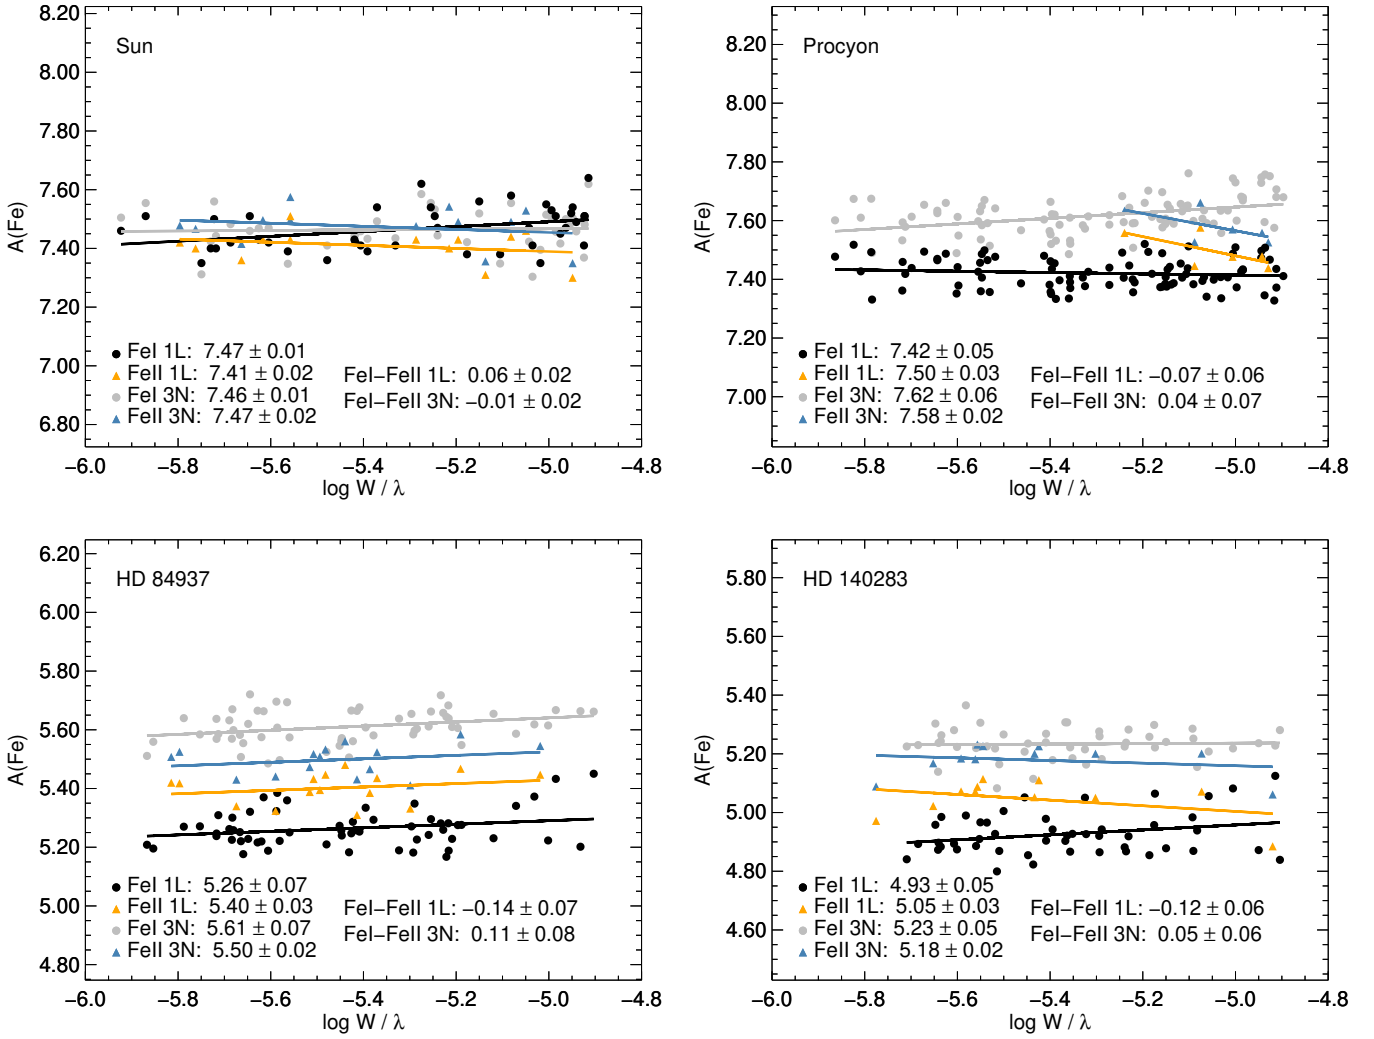 Sun
8.20
8.00
7.80
7.60
7.40
7.20
7.00
6.80
A(Fe)
FeI 1L: 7.47 ± 0.01
FeII 1L: 7.41 ± 0.02
FeI 3N: 7.46 ± 0.01
FeII 3N: 7.47 ± 0.02
FeI−FeII 1L: 0.06 ± 0.02
FeI−FeII 3N: −0.01 ± 0.02
−6.0 −5.8 −5.6 −5.4 −5.2 −5.0 −4.8
log W / λ
Procyon
8.20
8.00
7.80
7.60
7.40
7.20
7.00
A(Fe)
FeI 1L: 7.42 ± 0.05
FeII 1L: 7.50 ± 0.03
FeI 3N: 7.62 ± 0.06
FeII 3N: 7.58 ± 0.02
FeI−FeII 1L: −0.07 ± 0.06
FeI−FeII 3N: 0.04 ± 0.07
−6.0 −5.8 −5.6 −5.4 −5.2 −5.0 −4.8
log W / λ
HD 84937
6.20
6.00
5.80
5.60
5.40
5.20
5.00
4.80
A(Fe)
FeI 1L: 5.26 ± 0.07
FeII 1L: 5.40 ± 0.03
FeI 3N: 5.61 ± 0.07
FeII 3N: 5.50 ± 0.02
FeI−FeII 1L: −0.14 ± 0.07
FeI−FeII 3N: 0.11 ± 0.08
−6.0 −5.8 −5.6 −5.4 −5.2 −5.0 −4.8
log W / λ
HD 140283
5.80
5.60
5.40
5.20
5.00
4.80
4.60
A(Fe)
FeI 1L: 4.93 ± 0.05
FeII 1L: 5.05 ± 0.03
FeI 3N: 5.23 ± 0.05
FeII 3N: 5.18 ± 0.02
FeI−FeII 1L: −0.12 ± 0.06
FeI−FeII 3N: 0.05 ± 0.06
−6.0 −5.8 −5.6 −5.4 −5.2 −5.0 −4.8
log W / λ